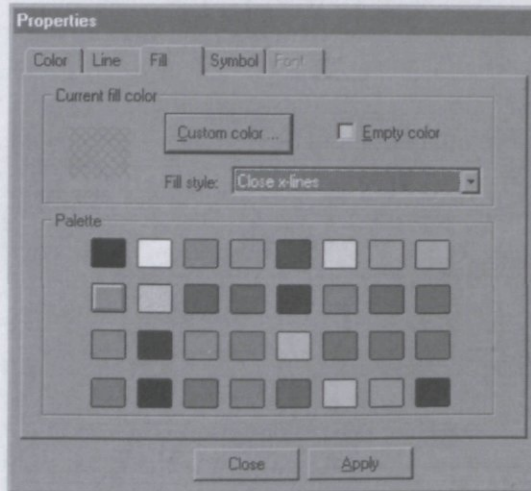 Properties
Color Line Fill Symbol Font
Current fill color
Custom color ...
Empty color
Fill style: Close x-lines
Palette
Close Apply